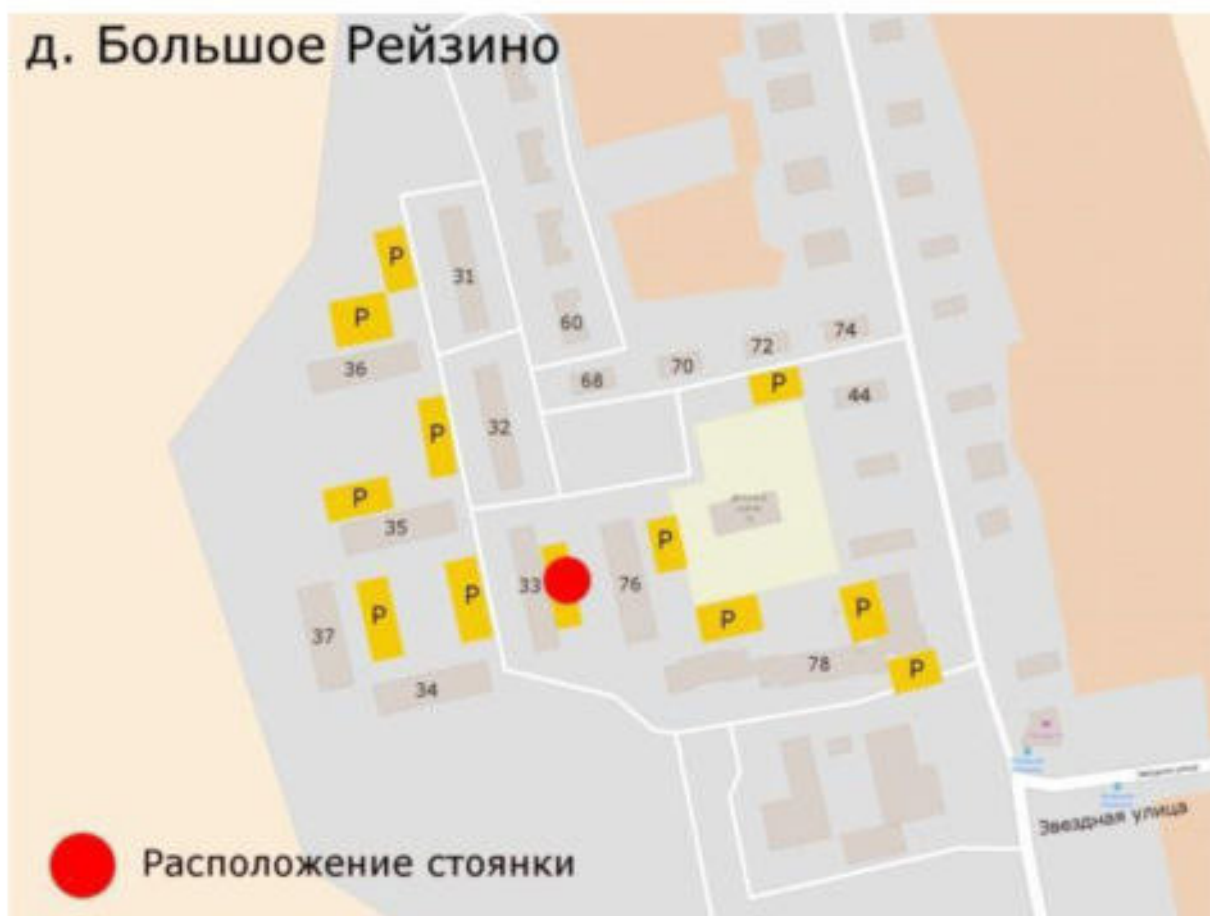 д. Большое Рейзино
P
31
P
60
74
72
36
70
68
P
44
P
32
P
35
P
33
76
P
P
P
P
37
P
78
P
34
Звездная улица
Расположение стоянки